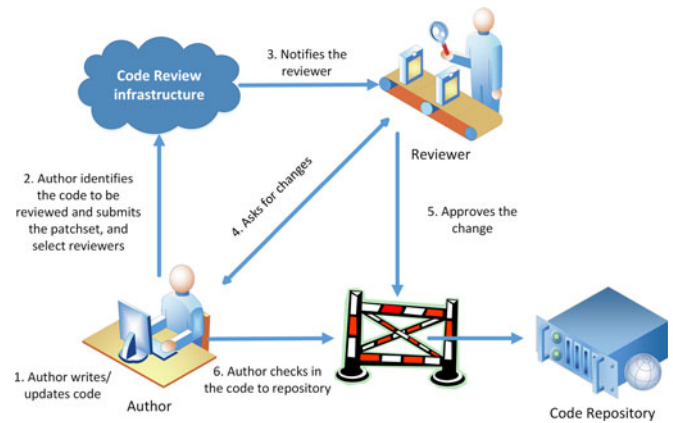 Code Review
infrastructure
3. Notifies the
reviewer
Reviewer
2. Author identifies
the code to be
reviewed and submits
the patchset, and
select reviewers
4. Asks for changes
5. Approves the
change
1. Author writes/
updates code
Author
6. Author checks in
the code to repository
Code Repository